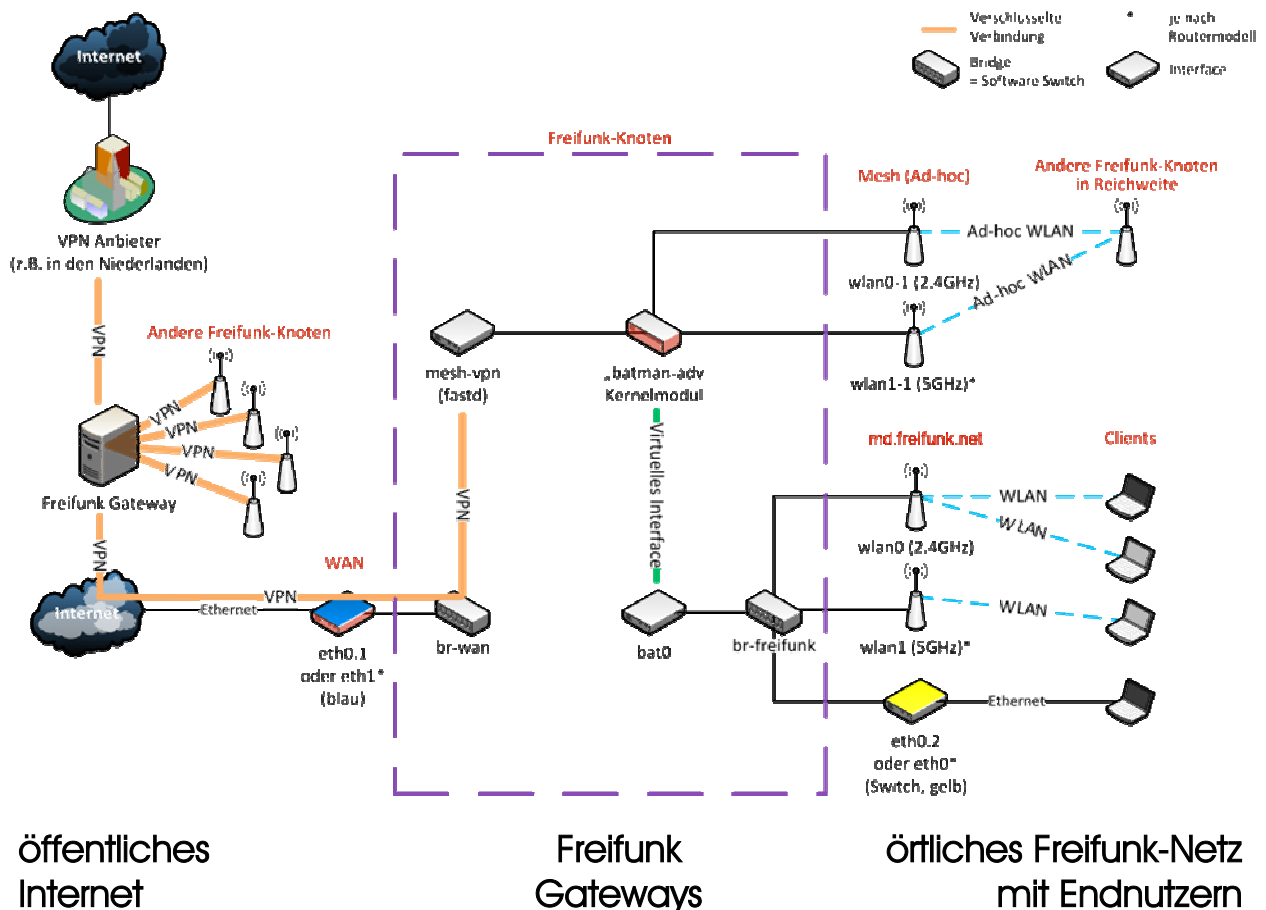 Internet
Verschlüsselte
Verbindung
je nach
Routermodell
Bridge
= Software Switch
Interface
VPN Anbieter
(z.B. in den Niederlanden)
VPN
Andere Freifunk-Knoten
VPN
VPN
VPN
VPN
Freifunk Gateway
VPN
Internet
Ethernet
VPN
WAN
eth0.1
oder eth1*
(blau)
Freifunk-Knoten
mesh-vpn
(fastd)
VPN
br-wan
„batman-adv
Kernelmodul
Virtuelles Interface
bat0
br-freifunk
Mesh (Ad-hoc)
Andere Freifunk-Knoten
in Reichweite
Ad-hoc WLAN
wlan0-1 (2.4GHz)
Ad-hoc WLAN
wlan1-1 (5GHz)*
md.freifunk.net
Clients
WLAN
WLAN
wlan0 (2.4GHz)
WLAN
wlan1 (5GHz)*
Ethernet
eth0.2
oder eth0*
(Switch, gelb)
öffentliches
Internet
Freifunk
Gateways
örtliches Freifunk-Netz
mit Endnutzern